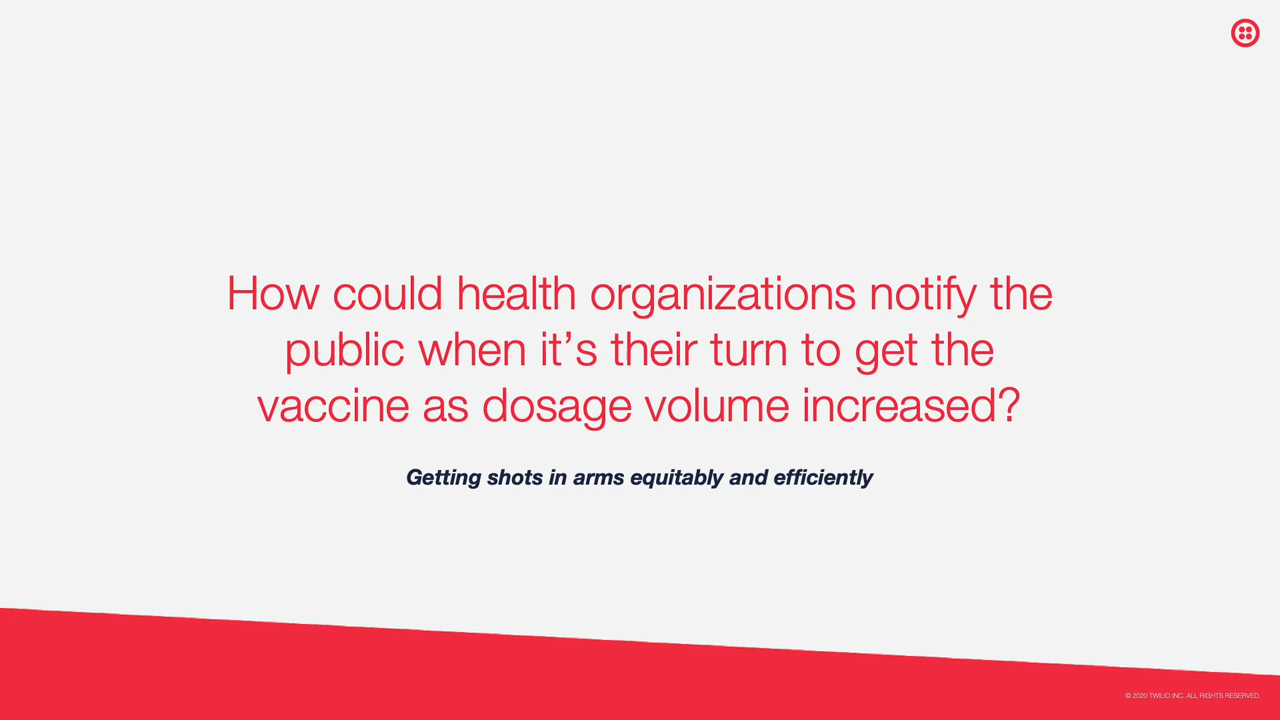 How could health organizations notify the
public when it’s their turn to get the
vaccine as dosage volume increased?
Getting shots in arms equitably and efficiently
© 2020 TWILIO INC. ALL RIGHTS RESERVED.